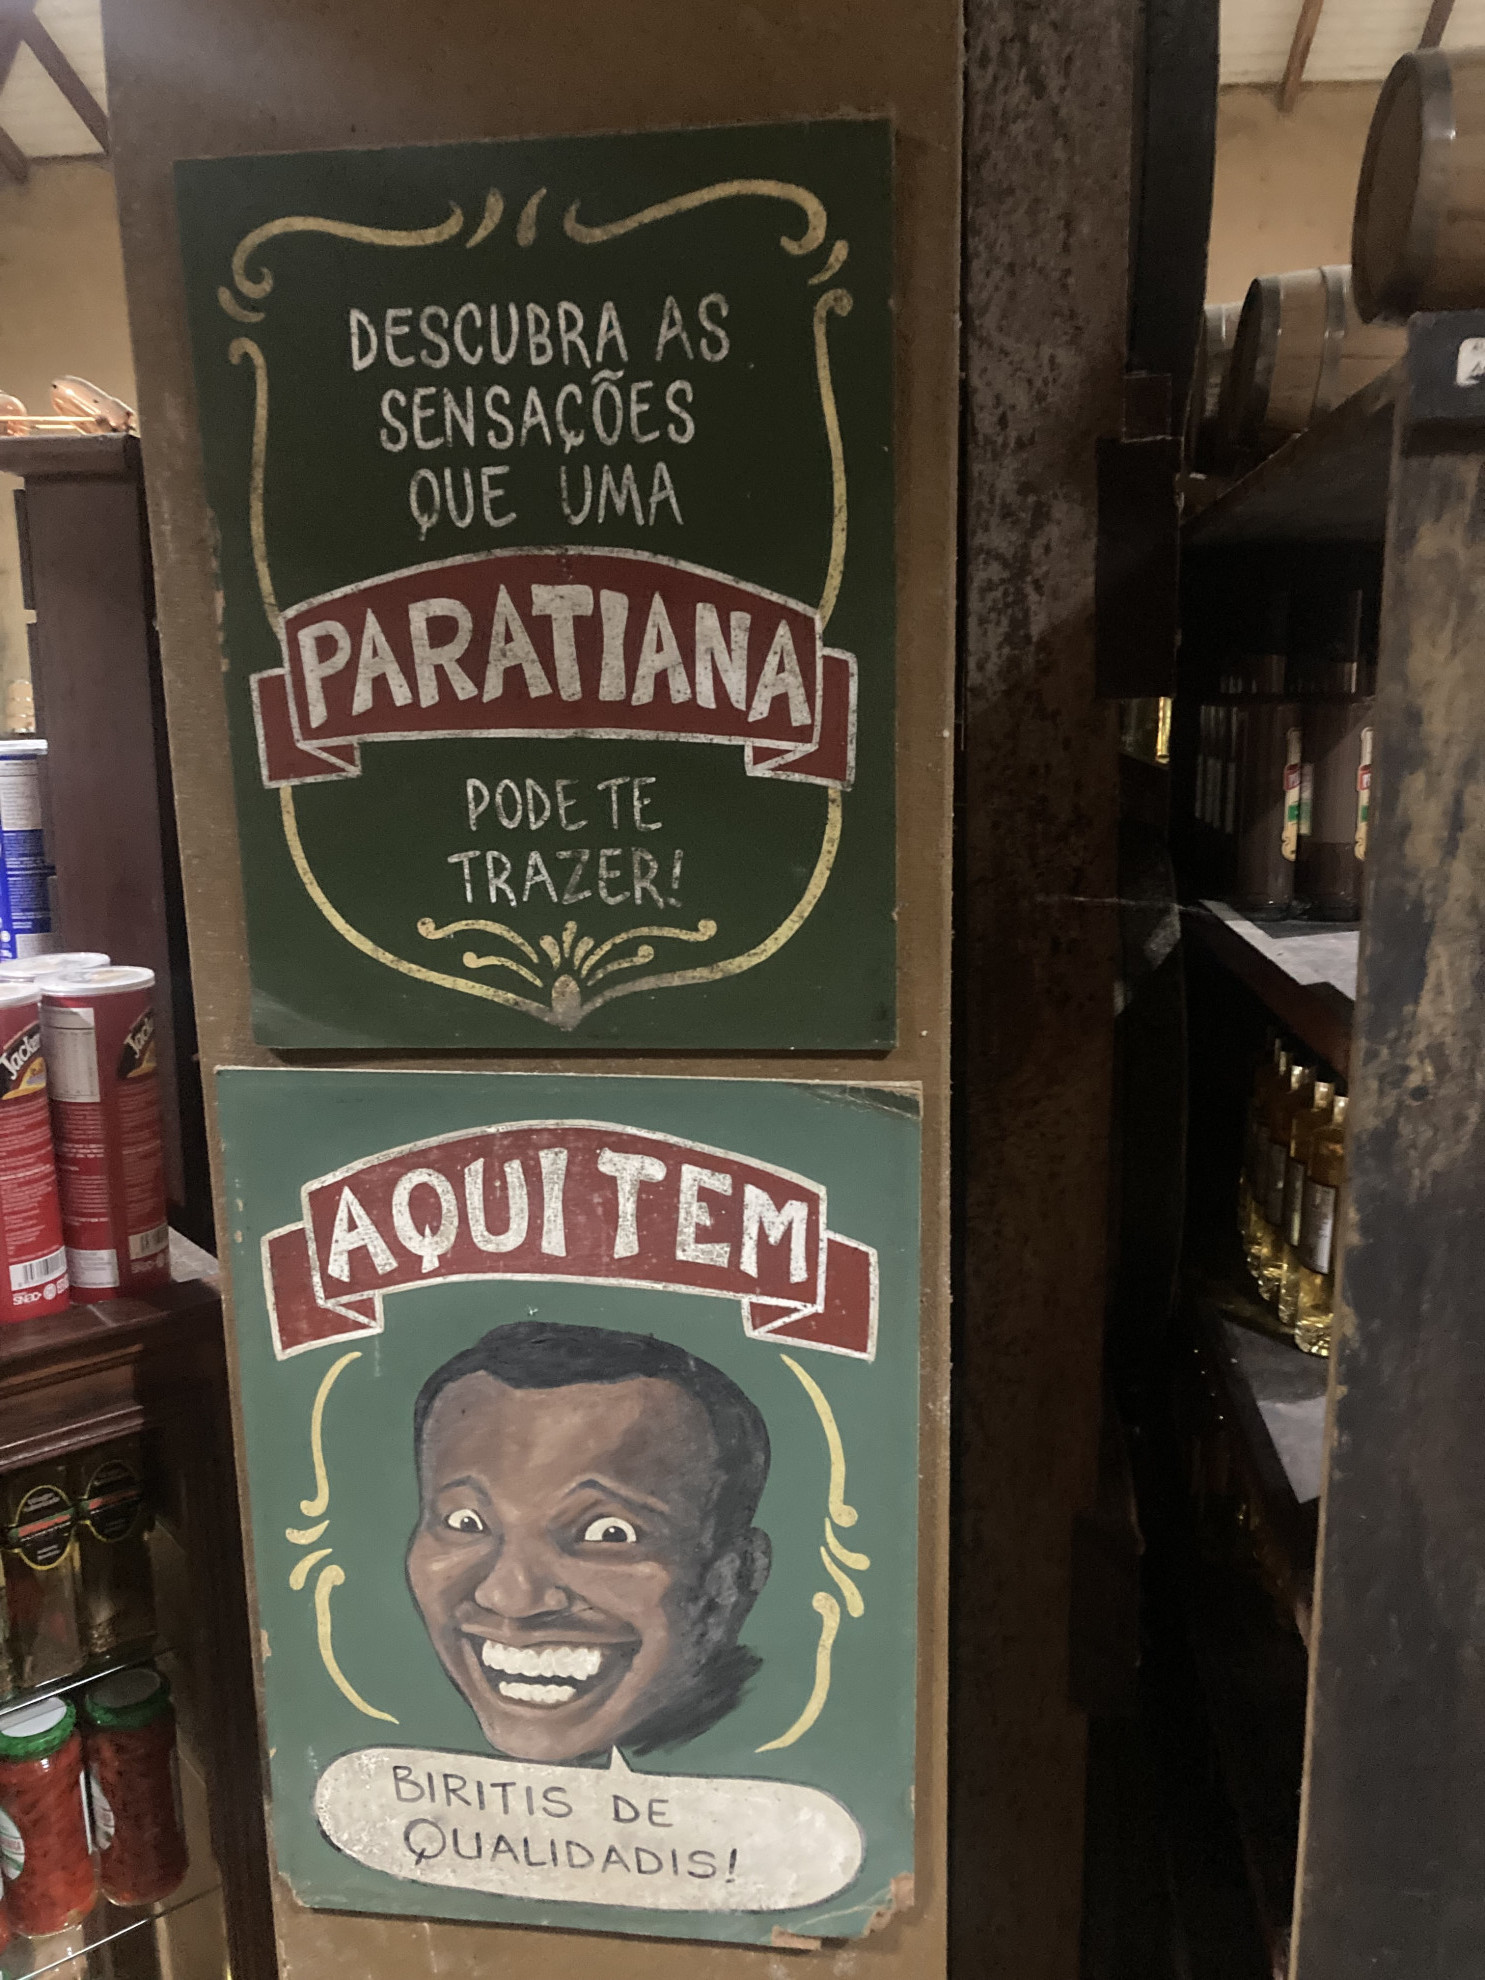 DESCUBRA AS
SENSAÇÕES
QUE UMA
PARATIANA
PODE TE
TRAZER!
AQUI TEM
BIRITIS DE
QUALIDADIS!